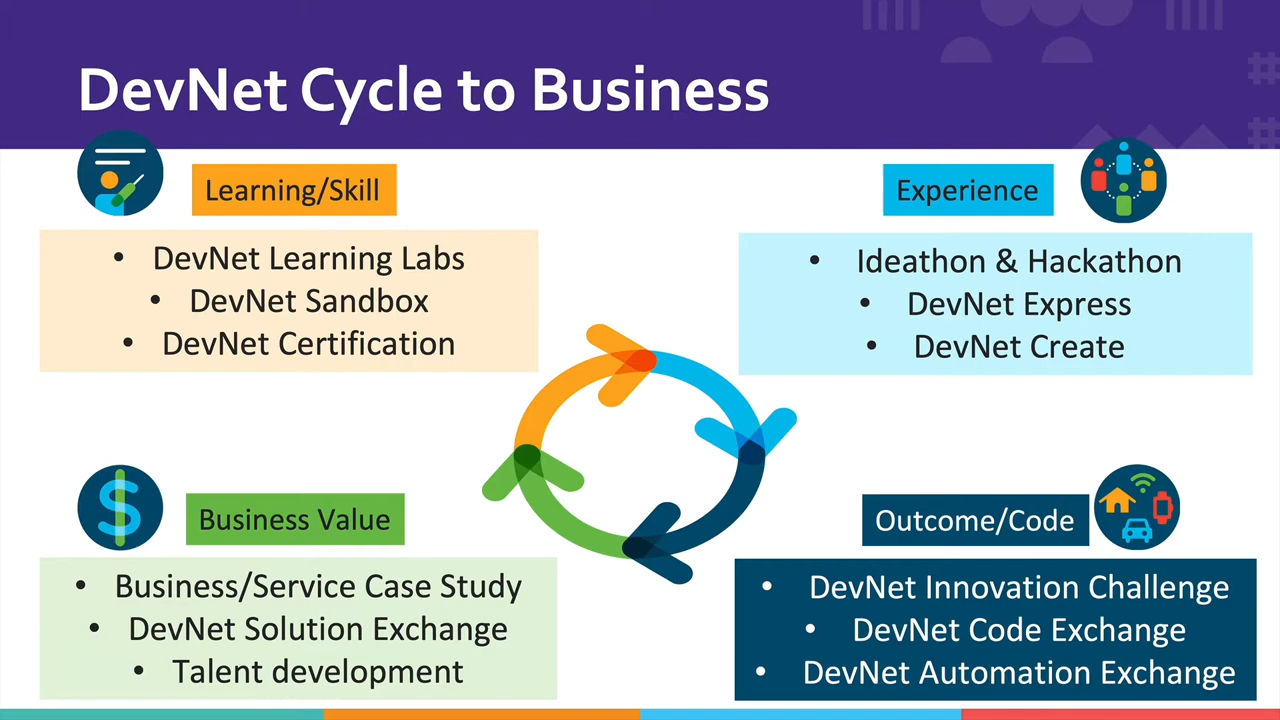 DevNet Cycle to Business
Learning/Skill
• DevNet Learning Labs
• DevNet Sandbox
• DevNet Certification
Experience
• Ideathon & Hackathon
• DevNet Express
• DevNet Create
Business Value
• Business/Service Case Study
• DevNet Solution Exchange
• Talent development
Outcome/Code
• DevNet Innovation Challenge
• DevNet Code Exchange
• DevNet Automation Exchange